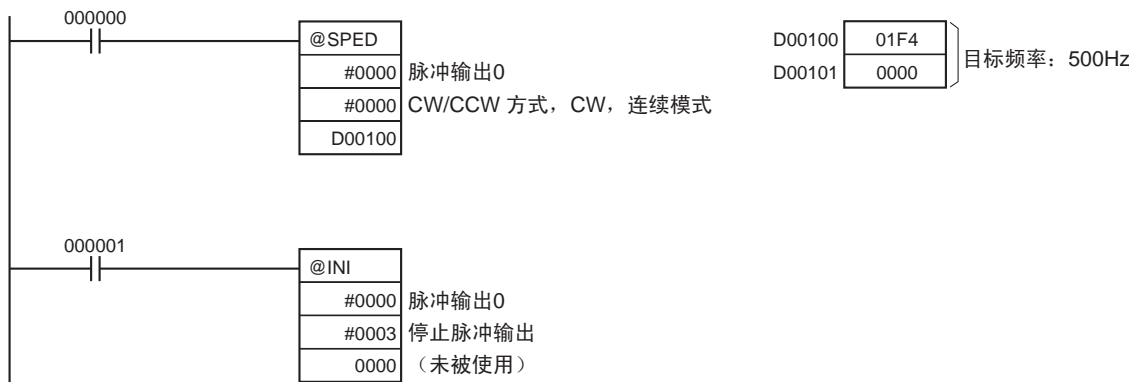 000000
@SPED
#0000 脉冲输出0
#0000 CW/CCW 方式，CW，连续模式
D00100
D00100 01F4
D00101 0000
目标频率：500Hz
000001
@INI
#0000 脉冲输出0
#0003 停止脉冲输出
0000 （未被使用）